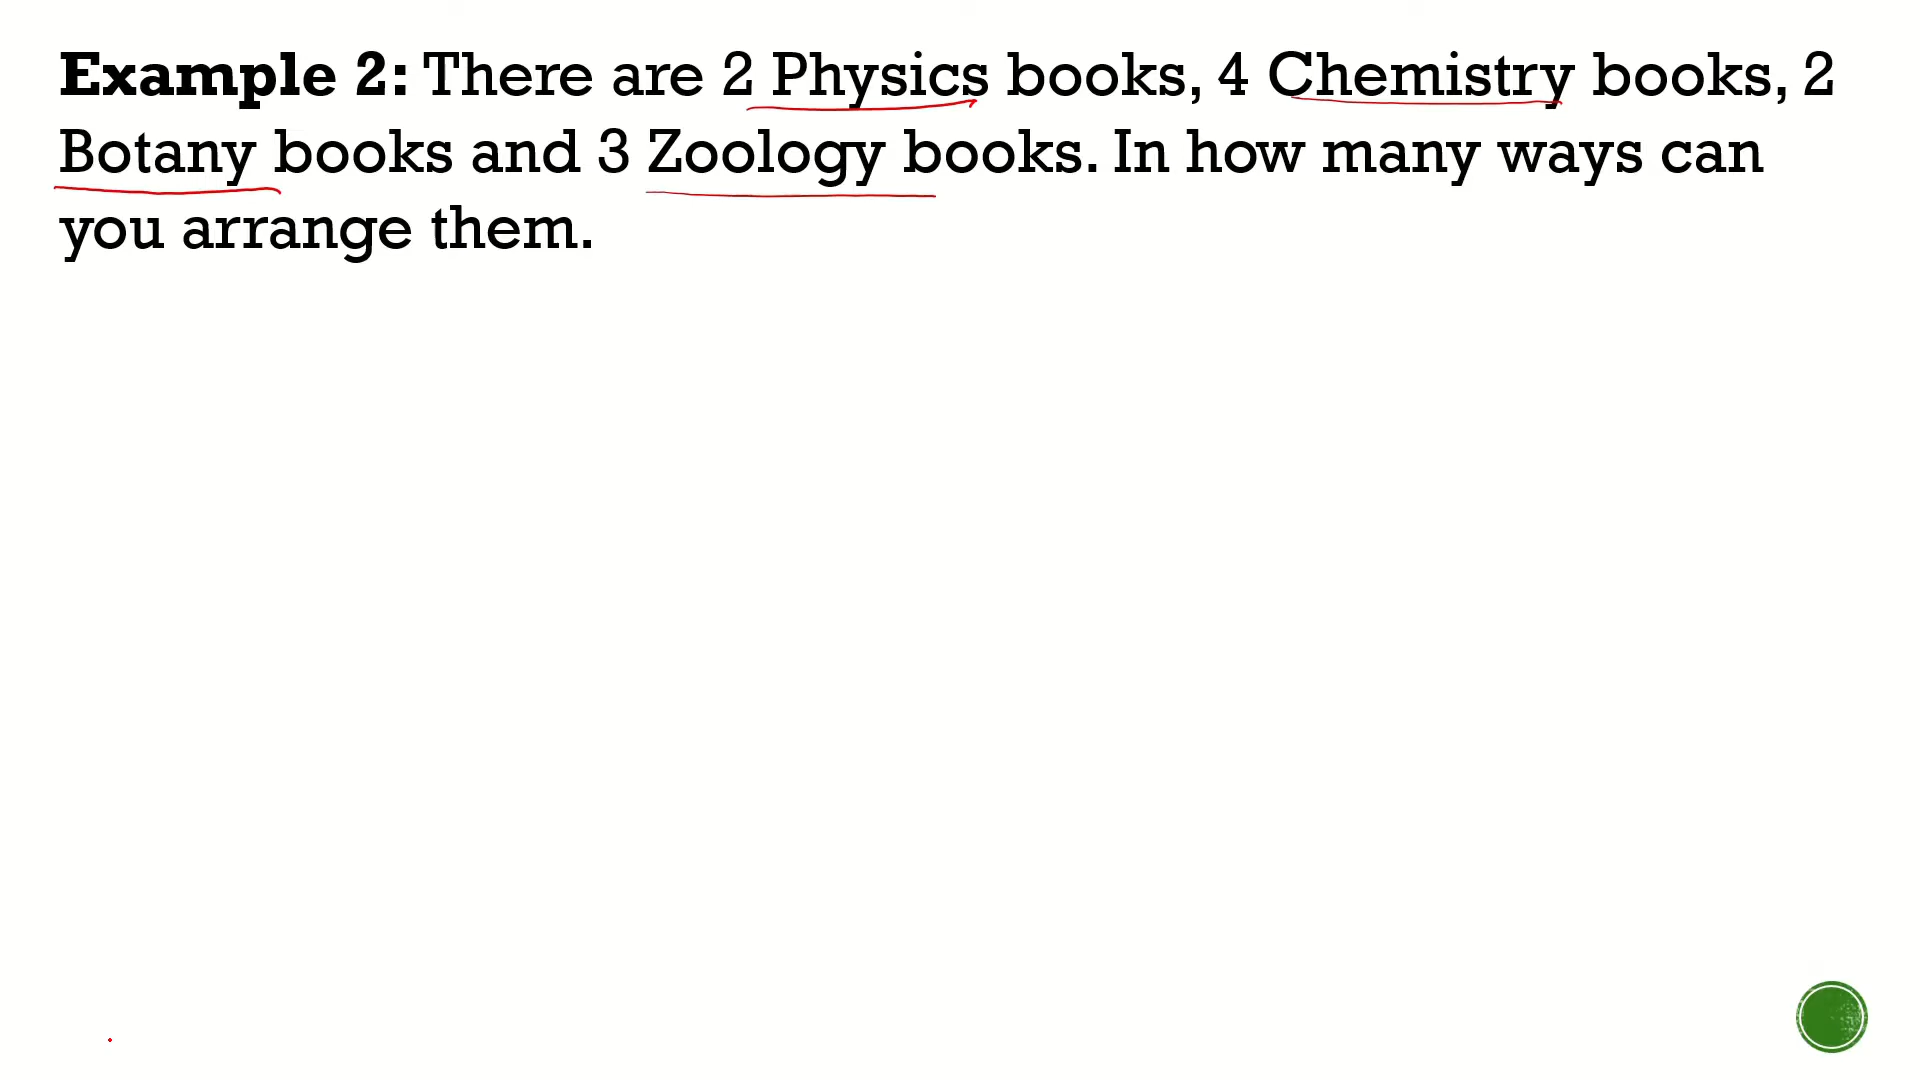 Example 2: There are 2 Physics books, 4 Chemistry books, 2
Botany books and 3 Zoology books. In how many ways can
you arrange them.